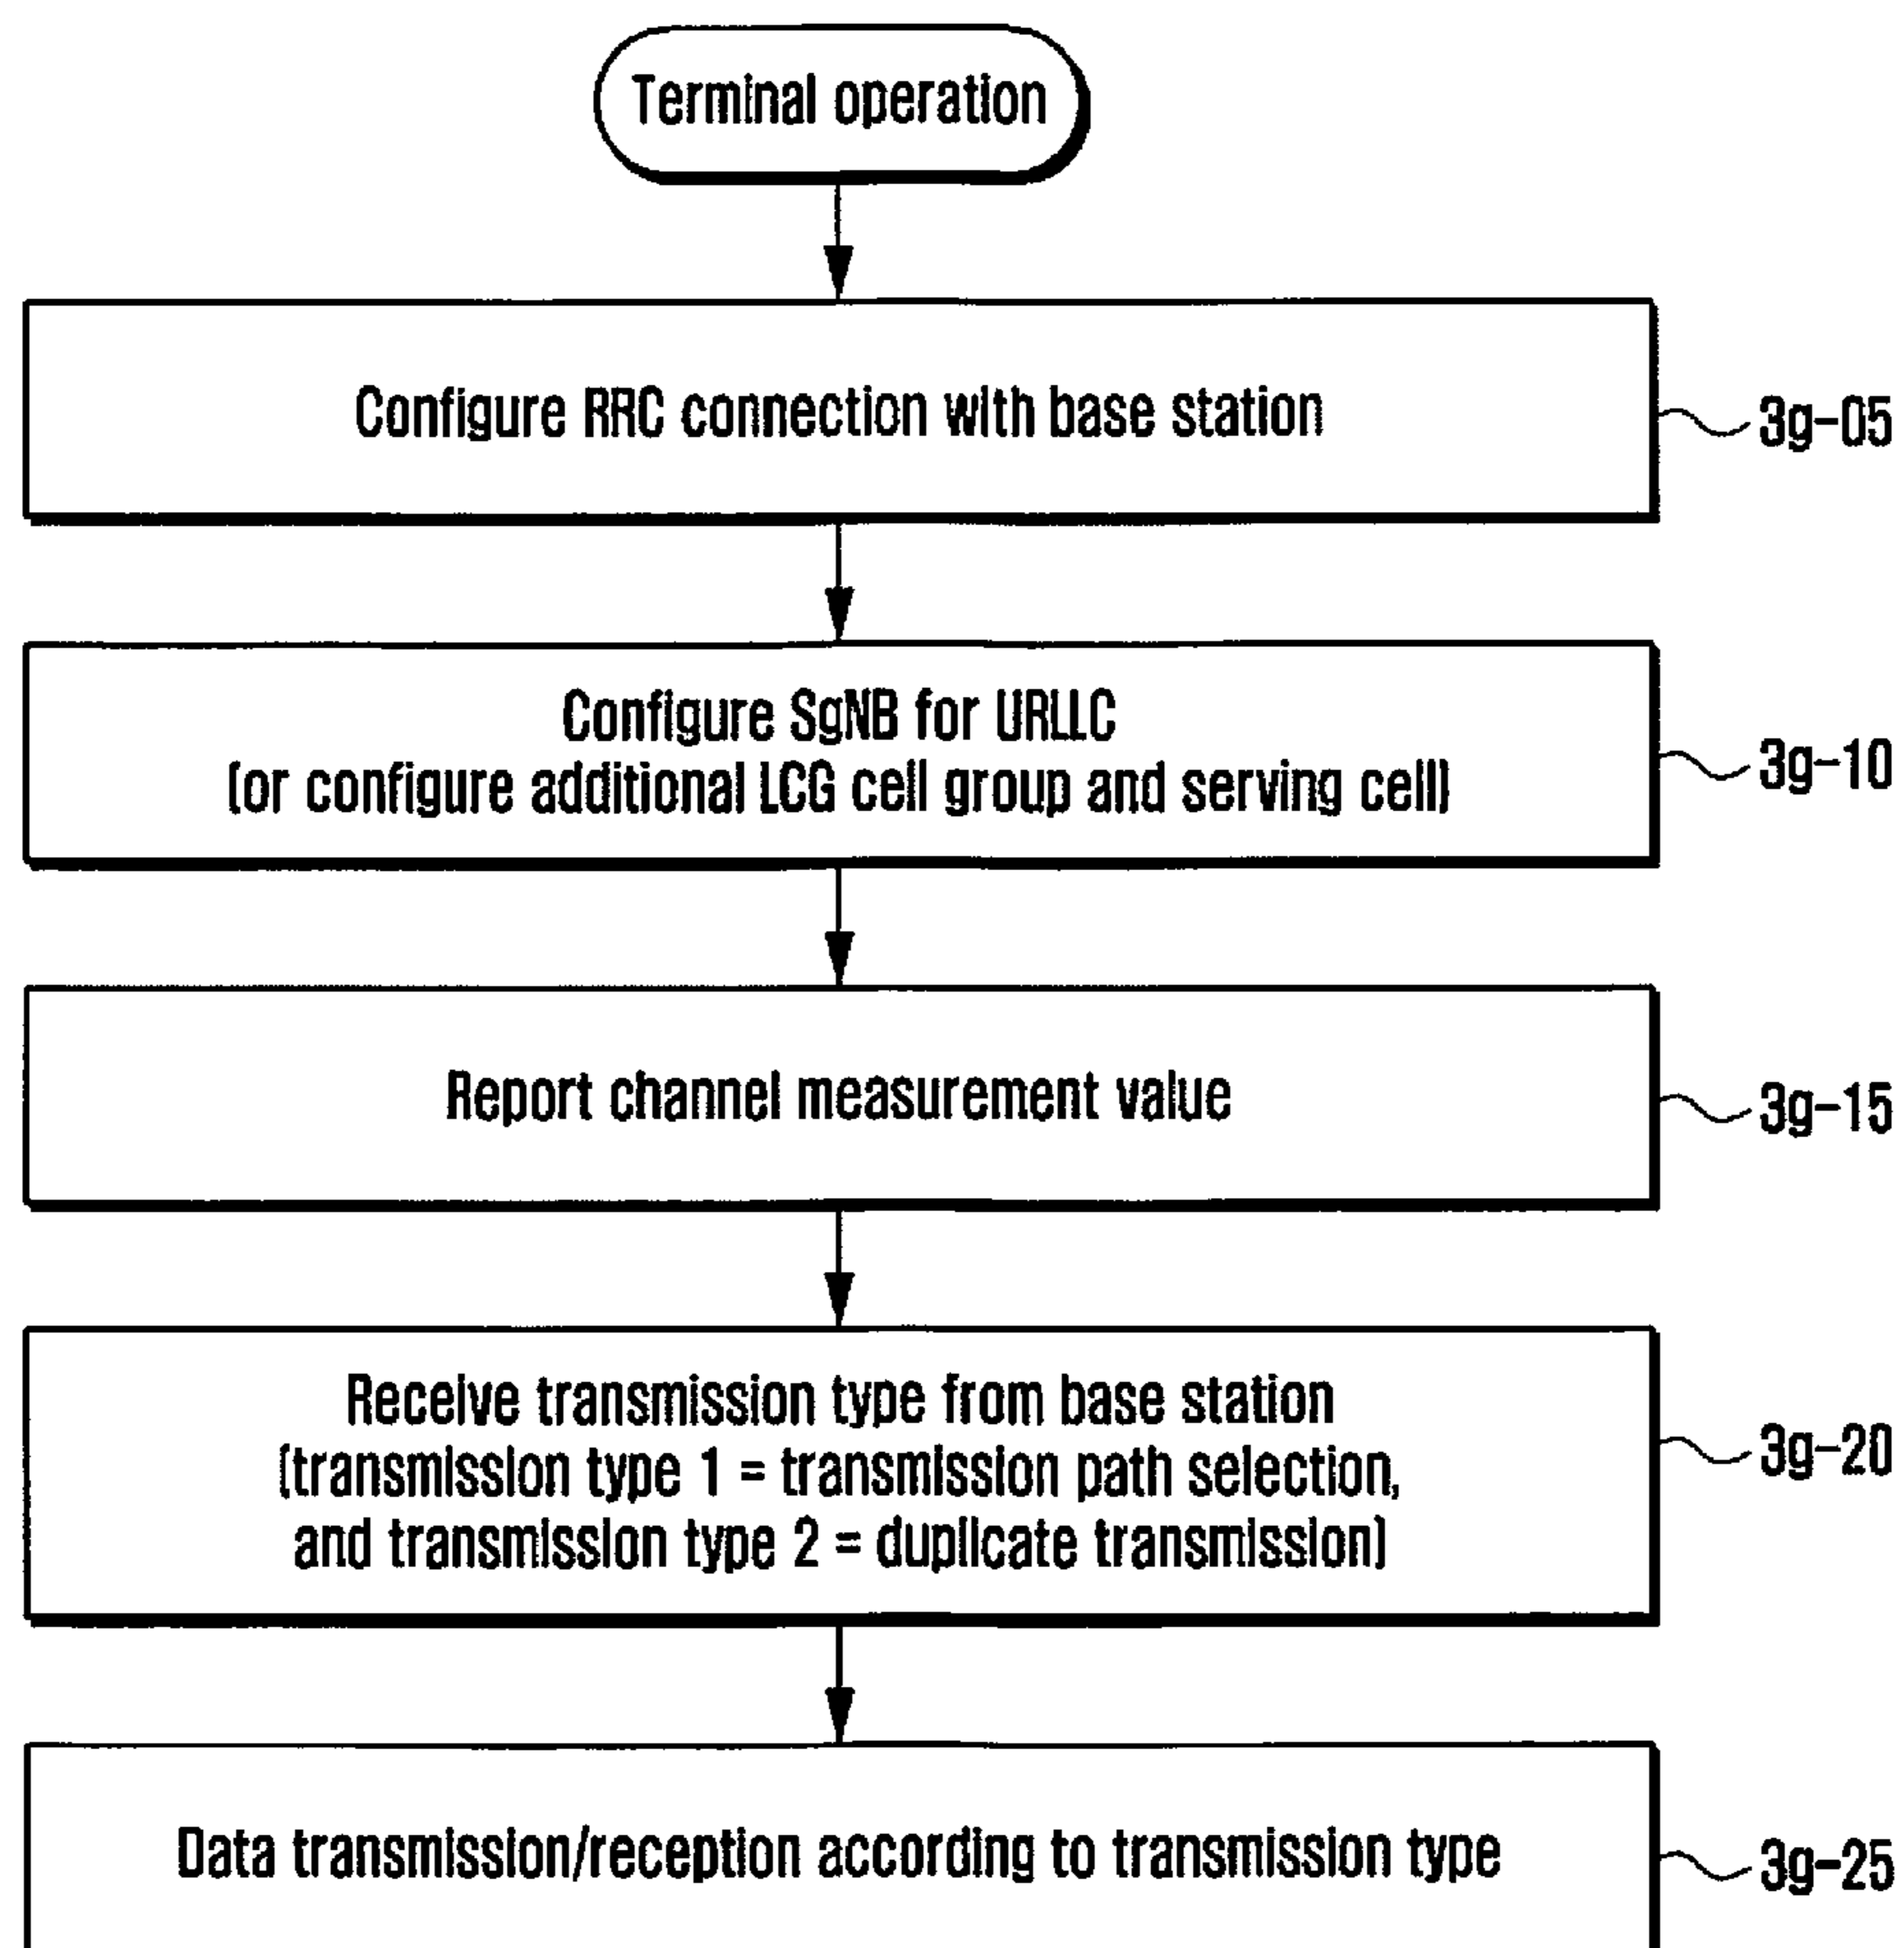 Terminal operation
Configure RRC connection with base station
3g-05
Configure SgNB for URLLC
(or configure additional LCG cell group and serving cell)
3g-10
Report channel measurement value
3g-15
Receive transmission type from base station
(transmission type 1 = transmission path selection,
and transmission type 2 = duplicate transmission)
3g-20
Data transmission/reception according to transmission type
3g-25